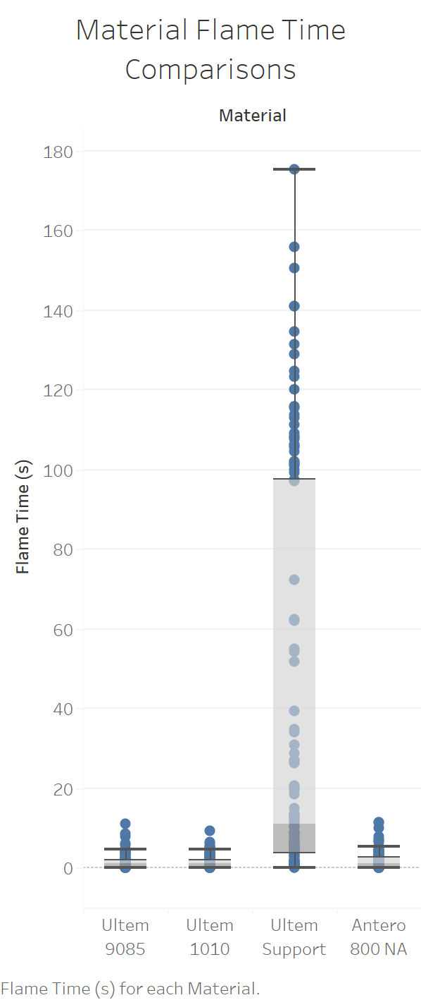 Material Flame Time
Comparisons
Material
180
160
140
120
100
80
60
40
20
0
Flame Time (s)
Ultem
9085
Ultem
1010
Ultem
Support
Antero
800 NA
Flame Time (s) for each Material.